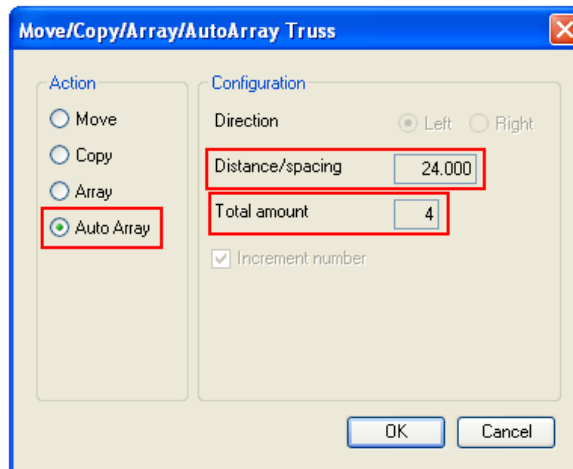 Move/Copy/Array/AutoArray Truss
Action
Move
Copy
Array
Auto Array
Configuration
Direction
Left
Right
Distance/spacing
24.000
Total amount
4
Increment number
OK
Cancel